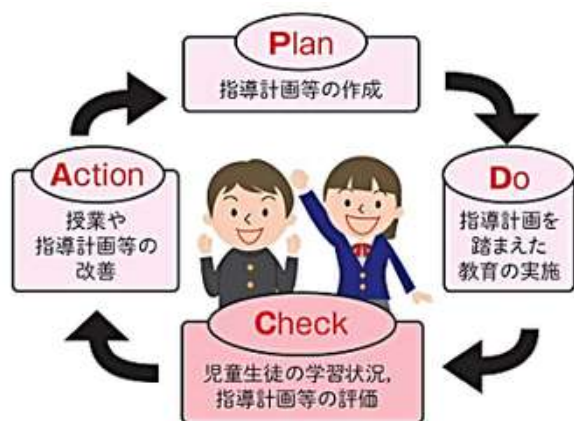 Plan
指導計画等の作成
Do
指導計画を
踏まえた
教育の実施
Check
児童生徒の学習状況,
指導計画等の評価
Action
授業や
指導計画等の
改善